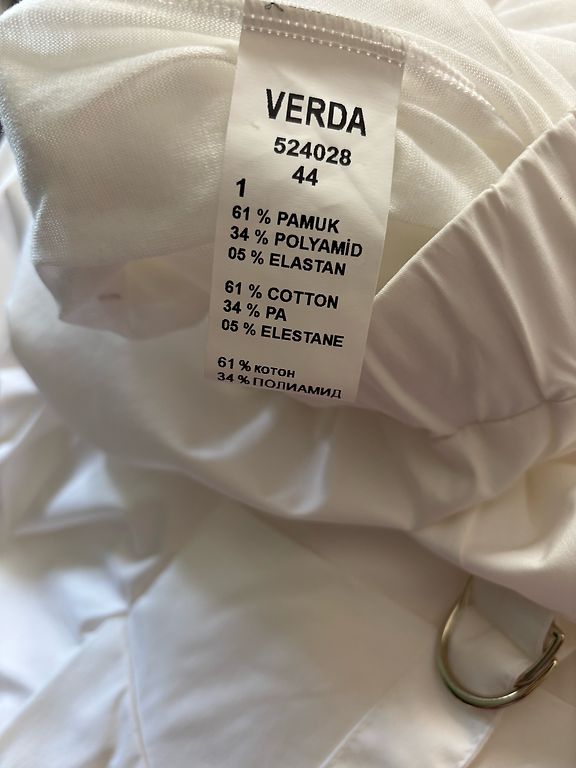 VERDA
524028
44
1
61 % PAMUK
34 % POLYAMİD
05 % ELASTAN
61 % COTTON
34 % PA
05 % ELESTANE
61 % КОТОН
34 % ПОЛИАМИД